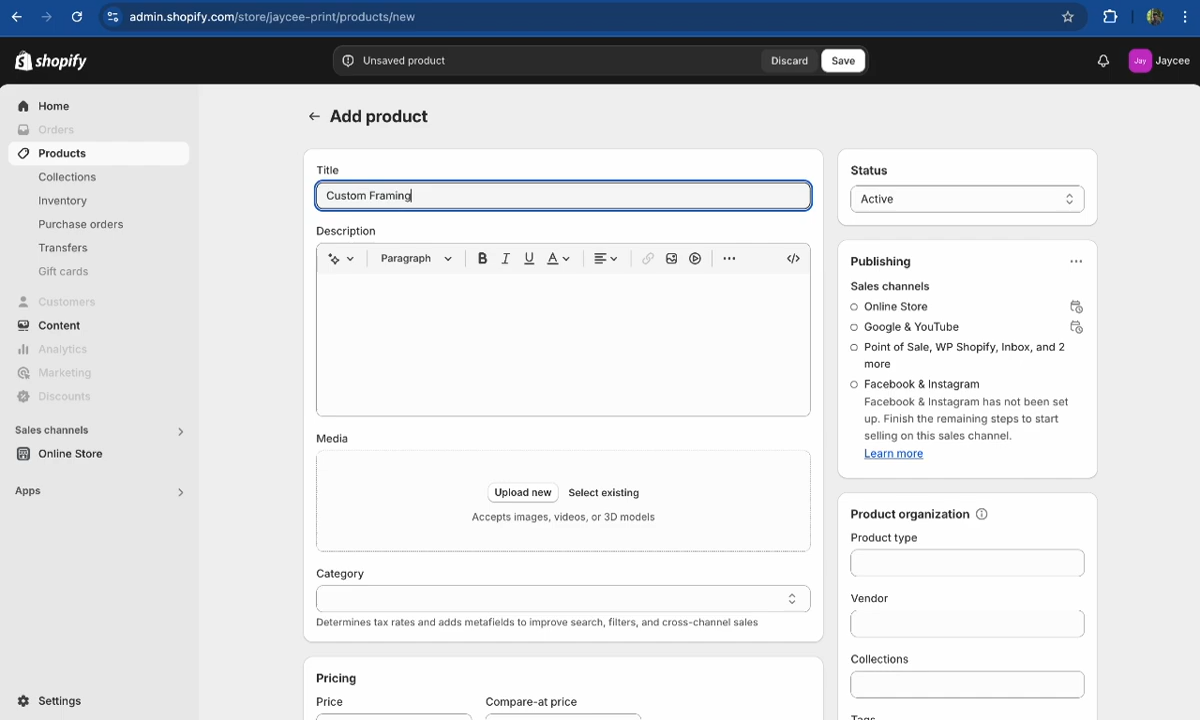 admin.shopify.com/store/jaycee-print/products/new
shopify
Unsaved product
Discard
Save
Jay
Jaycee
Home
Orders
Products
Collections
Inventory
Purchase orders
Transfers
Gift cards
Customers
Content
Analytics
Marketing
Discounts
Sales channels
Online Store
Apps
Settings
Add product
Title
Custom Framing
Description
Paragraph
B I U A
Media
Upload new
Select existing
Accepts images, videos, or 3D models
Category
Determines tax rates and adds metafields to improve search, filters, and cross-channel sales
Pricing
Price
Compare-at price
Status
Active
Publishing
Sales channels
Online Store
Google & YouTube
Point of Sale, WP Shopify, Inbox, and 2
more
Facebook & Instagram
Facebook & Instagram has not been set
up. Finish the remaining steps to start
selling on this sales channel.
Learn more
Product organization
Product type
Vendor
Collections
Tags